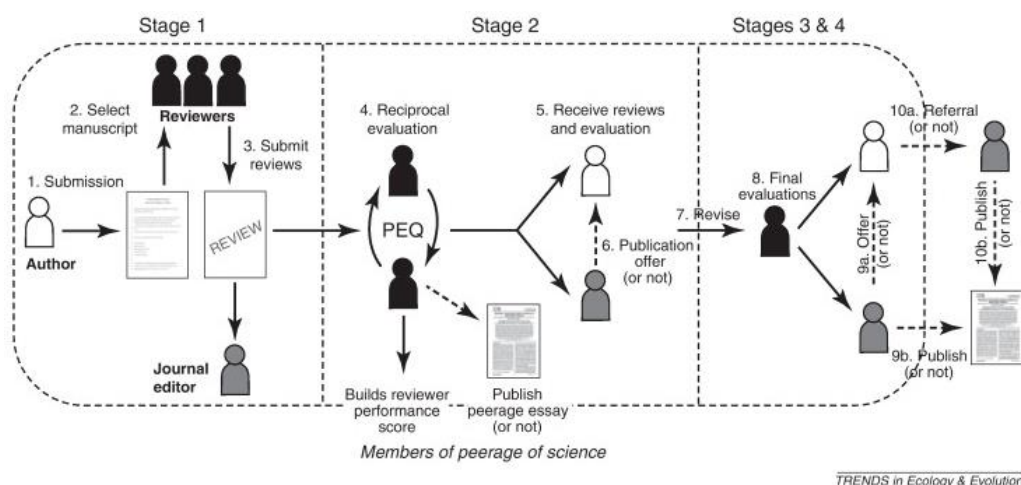 Stage 1
Stage 2
Stages 3 & 4
2. Select
manuscript
Reviewers
3. Submit
reviews
1. Submission
Author
REVIEW
Journal
editor
4. Reciprocal
evaluation
PEQ
Builds reviewer
performance
score
Publish
peerage essay
(or not)
5. Receive reviews
and evaluation
6. Publication
offer
(or not)
7. Revise
8. Final
evaluations
9a. Offer
(or not)
9b. Publish
(or not)
10a. Referral
(or not)
10b. Publish
(or not)
Members of peerage of science
TRENDS in Ecology & Evolution